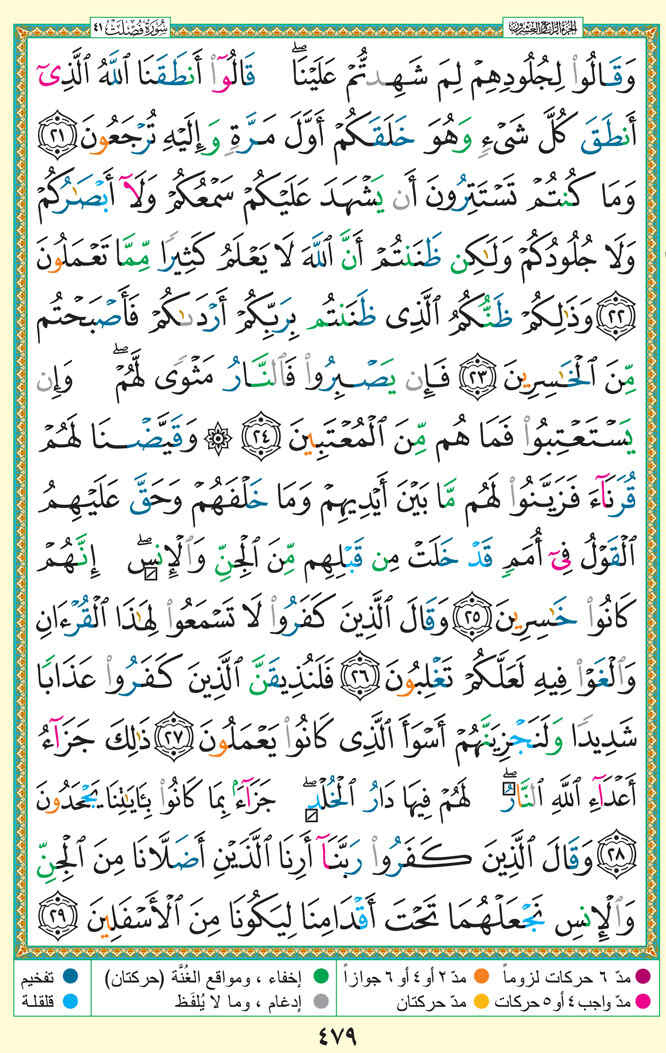 سُورَةُ فُصِّلَتْ ٤١
الجزء الرابع والعشرون
وَقَالُوا۟ لِجُلُودِهِمْ لِمَ شَهِدتُّمْ عَلَيْنَا ۖ قَالُوٓا۟ أَنطَقَنَا ٱللَّهُ ٱلَّذِىٓ
أَنطَقَ كُلَّ شَىْءٍ وَهُوَ خَلَقَكُمْ أَوَّلَ مَرَّةٍ وَإِلَيْهِ تُرْجَعُونَ ٢١
وَمَا كُنتُمْ تَسْتَتِرُونَ أَن يَشْهَدَ عَلَيْكُمْ سَمْعُكُمْ وَلَآ أَبْصَٰرُكُمْ
وَلَا جُلُودُكُمْ وَلَٰكِن ظَنَنتُمْ أَنَّ ٱللَّهَ لَا يَعْلَمُ كَثِيرًا مِّمَّا تَعْمَلُونَ
٢٢ وَذَٰلِكُمْ ظَنُّكُمُ ٱلَّذِى ظَنَنتُم بِرَبِّكُمْ أَرْدَىٰكُمْ فَأَصْبَحْتُم
مِّنَ ٱلْخَٰسِرِينَ ٢٣ فَإِن يَصْبِرُوا۟ فَٱلنَّارُ مَثْوًى لَّهُمْ ۖ وَإِن
يَسْتَعْتِبُوا۟ فَمَا هُم مِّنَ ٱلْمُعْتَبِينَ ٢٤ ۞ وَقَيَّضْنَا لَهُمْ
قُرَنَآءَ فَزَيَّنُوا۟ لَهُم مَّا بَيْنَ أَيْدِيهِمْ وَمَا خَلْفَهُمْ وَحَقَّ عَلَيْهِمُ
ٱلْقَوْلُ فِىٓ أُمَمٍ قَدْ خَلَتْ مِن قَبْلِهِم مِّنَ ٱلْجِنِّ وَٱلْإِنسِ ۖ إِنَّهُمْ
كَانُوا۟ خَٰسِرِينَ ٢٥ وَقَالَ ٱلَّذِينَ كَفَرُوا۟ لَا تَسْمَعُوا۟ لِهَٰذَا ٱلْقُرْءَانِ
وَٱلْغَوْا۟ فِيهِ لَعَلَّكُمْ تَغْلِبُونَ ٢٦ فَلَنُذِيقَنَّ ٱلَّذِينَ كَفَرُوا۟ عَذَابًا
شَدِيدًا وَلَنَجْزِيَنَّهُمْ أَسْوَأَ ٱلَّذِى كَانُوا۟ يَعْمَلُونَ ٢٧ ذَٰلِكَ جَزَآءُ
أَعْدَآءِ ٱللَّهِ ٱلنَّارُ ۖ لَهُمْ فِيهَا دَارُ ٱلْخُلْدِ ۖ جَزَآءًۢ بِمَا كَانُوا۟ بِـَٔايَٰتِنَا يَجْحَدُونَ
٢٨ وَقَالَ ٱلَّذِينَ كَفَرُوا۟ رَبَّنَآ أَرِنَا ٱلَّذَيْنِ أَضَلَّانَا مِنَ ٱلْجِنِّ
وَٱلْإِنسِ نَجْعَلْهُمَا تَحْتَ أَقْدَامِنَا لِيَكُونَا مِنَ ٱلْأَسْفَلِينَ ٢٩
مدّ ٦ حركات لزوماً
مدّ ٢ أو ٤ أو ٦ جوازاً
إخفاء ، ومواقع الغُنَّة (حركتان)
تفخيم
مدّ واجب ٤ أو ٥ حركات
مدّ حركتان
إدغام ، وما لا يُلفَظ
قلقلة
٤٧٩